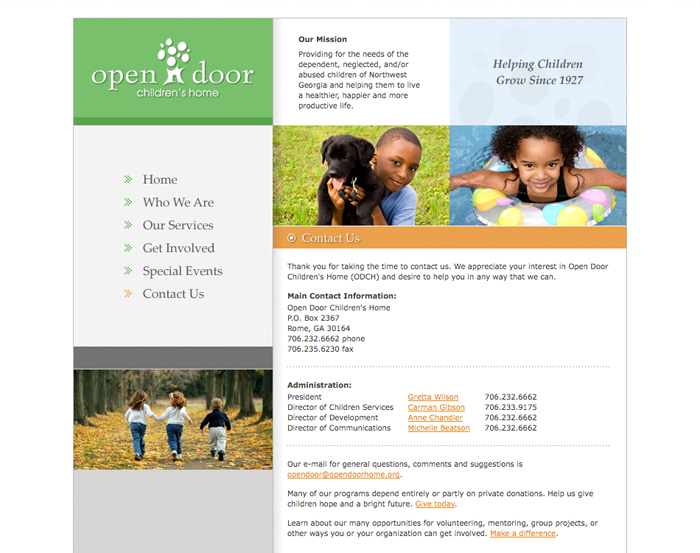 open door
children's home
Our Mission
Providing for the needs of the
dependent, neglected, and/or
abused children of Northwest
Georgia and helping them to live
a healthier, happier and more
productive life.
Helping Children
Grow Since 1927
Home
Who We Are
Our Services
Get Involved
Special Events
Contact Us
Contact Us
Thank you for taking the time to contact us. We appreciate your interest in Open Door
Children's Home (ODCH) and desire to help you in any way that we can.
Main Contact Information:
Open Door Children's Home
P.O. Box 2367
Rome, GA 30164
706.232.6662 phone
706.235.6230 fax
Administration:
President Gretta Wilson 706.232.6662
Director of Children Services Carman Gibson 706.233.9175
Director of Development Anne Chandler 706.232.6662
Director of Communications Michelle Beatson 706.232.6662
Our e-mail for general questions, comments and suggestions is
opendoor@opendoorhome.org.
Many of our programs depend entirely or partly on private donations. Help us give
children hope and a bright future. Give today.
Learn about our many opportunities for volunteering, mentoring, group projects, or
other ways you or your organization can get involved. Make a difference.